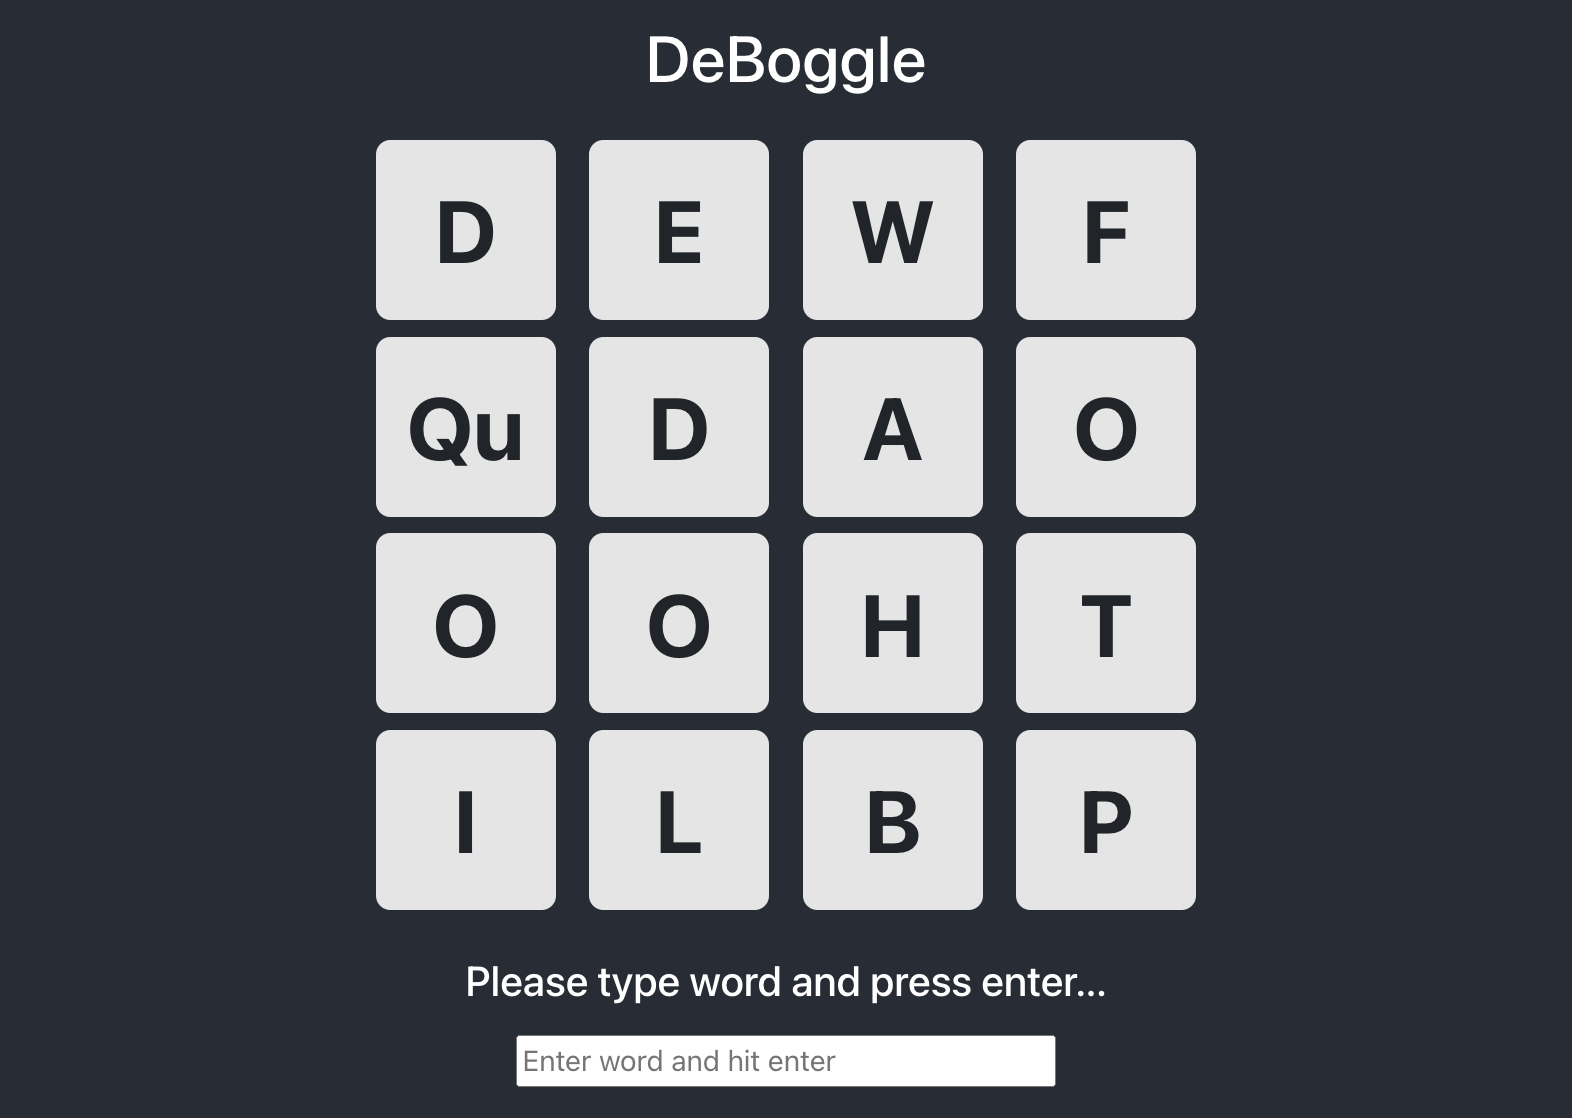 DeBoggle
D E W F
Qu D A O
O O H T
I L B P
Please type word and press enter...
Enter word and hit enter